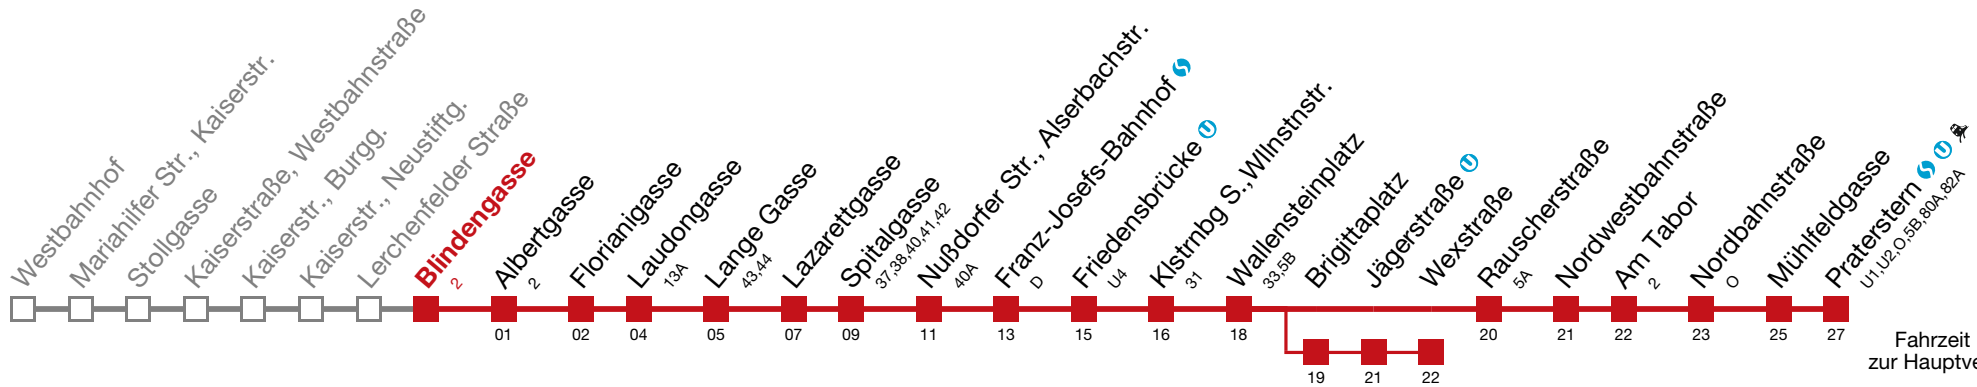 Westbahnhof
Mariahilfer Str., Kaiserstr.
Stollgasse
Kaiserstraße, Westbahnstraße
Kaiserstr., Burgg.
Kaiserstr., Neustiftg.
Lerchenfelder Straße
Blindengasse
2
Albertgasse
2
01
Florianigasse
02
Laudongasse
13A
04
Lange Gasse
43,44
05
Lazarettgasse
07
Spitalgasse
37,38,40,41,42
09
Nußdorfer Str., Alserbachstr.
40A
11
Franz-Josefs-Bahnhof S
D
13
Friedensbrücke U
U4
15
Klstrnbg S.,Wllnstnstr.
31
16
Wallensteinplatz
33,5B
18
Brigittaplatz
19
Jägerstraße U
21
Wexstraße
22
Rauscherstraße
5A
20
Nordwestbahnstraße
21
Am Tabor
2
22
Nordbahnstraße
O
23
Mühlfeldgasse
25
Praterstern S U
U1,U2,O,5B,80A,82A
27
Fahrzeit
zur Hauptve